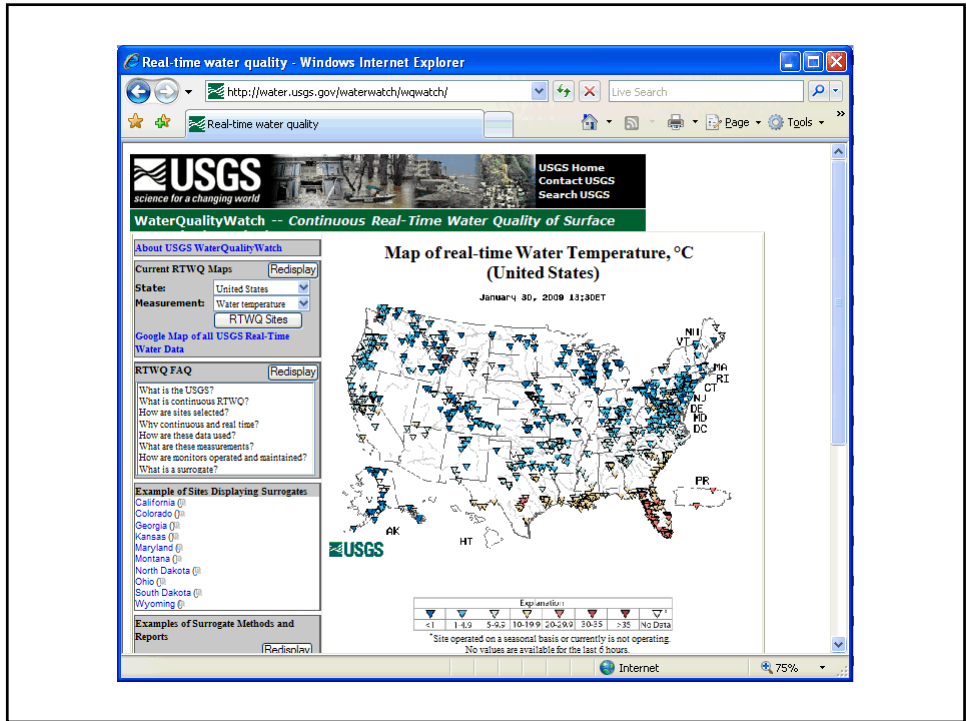 Real-time water quality - Windows Internet Explorer
http://water.usgs.gov/waterwatch/wqwatch/
Live Search
Real-time water quality
Page
Tools
»
USGS
science for a changing world
USGS Home
Contact USGS
Search USGS
WaterQualityWatch -- Continuous Real-Time Water Quality of Surface
About USGS WaterQualityWatch
Current RTWQ Maps
Redisplay
State:
United States
Measurement:
Water temperature
RTWQ Sites
Google Map of all USGS Real-Time
Water Data
RTWQ FAQ
Redisplay
What is the USGS?
What is continuous RTWQ?
How are sites selected?
Why continuous and real time?
How are these data used?
What are these measurements?
How are monitors operated and maintained?
What is a surrogate?
Example of Sites Displaying Surrogates
California
Colorado
Georgia
Kansas
Maryland
Montana
North Dakota
Ohio
South Dakota
Wyoming
Examples of Surrogate Methods and
Reports
Redisplay
Map of real-time Water Temperature, °C
(United States)
January 30, 2009 13:30ET
NH
VT
MA
RI
CT
NJ
DE
MD
DC
PR
AK
HI
USGS
Explanation
<1 1-4.9 5-9.9 10-19.9 20-29.9 30-35 >35 No Data
*Site operated on a seasonal basis or currently is not operating.
No values are available for the last 6 hours.
Internet
75%